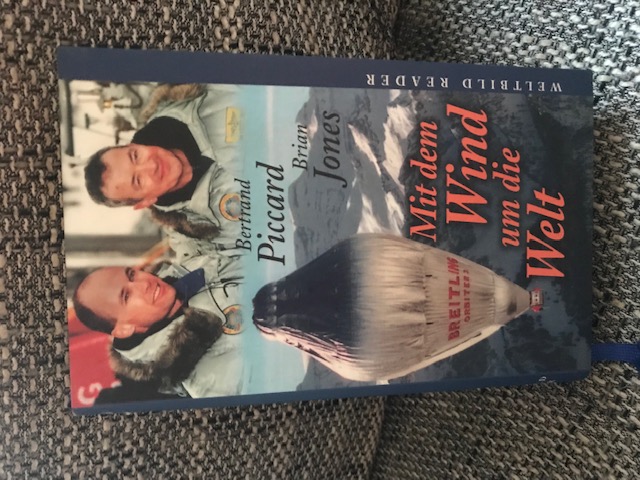 WELTBILD READER
Bertrand
Piccard
Brian
Jones
Mit dem
Wind
um die
Welt
BREITLING
ORBITER 3